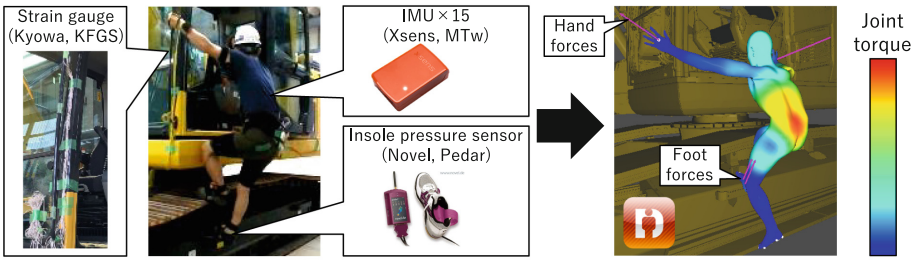 Strain gauge
(Kyowa, KFGS)
IMU×15
(Xsens, MTw)
Insole pressure sensor
(Novel, Pedar)
Hand
forces
Foot
forces
Joint
torque